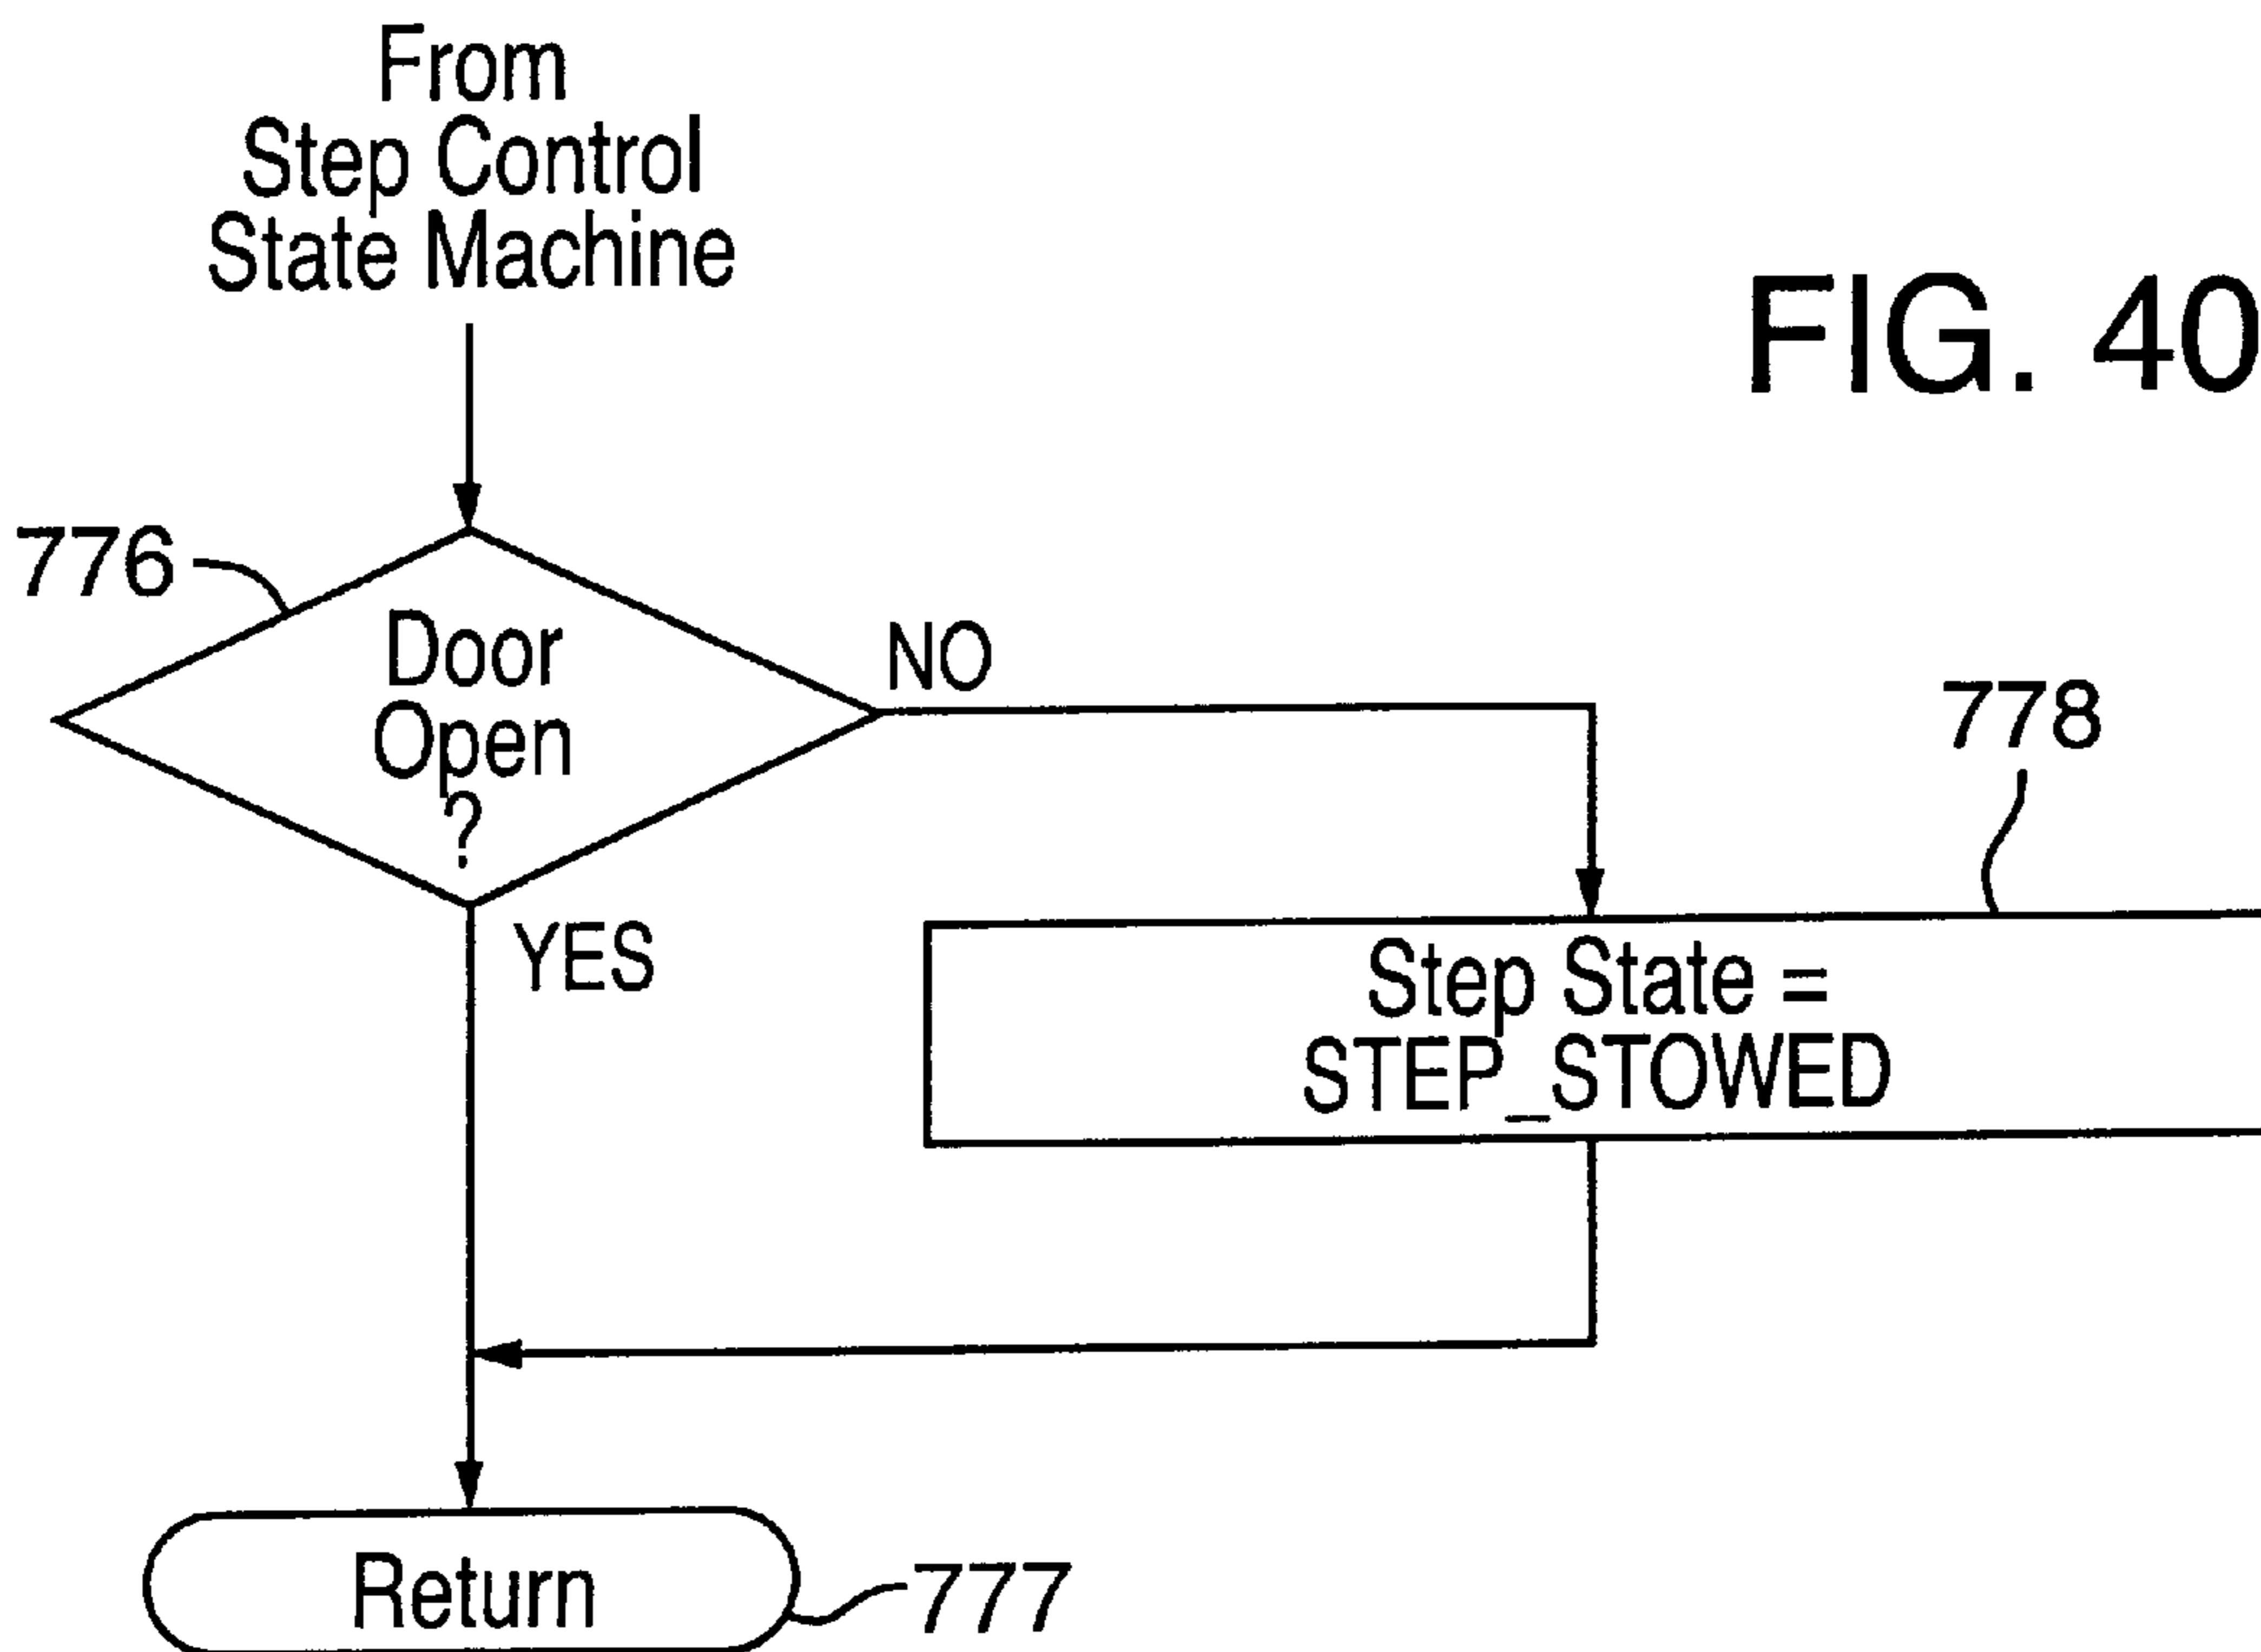 From
Step Control
State Machine
FIG. 40
776
Door
Open
?
NO
YES
778
Step State =
STEP_STOWED
Return
777